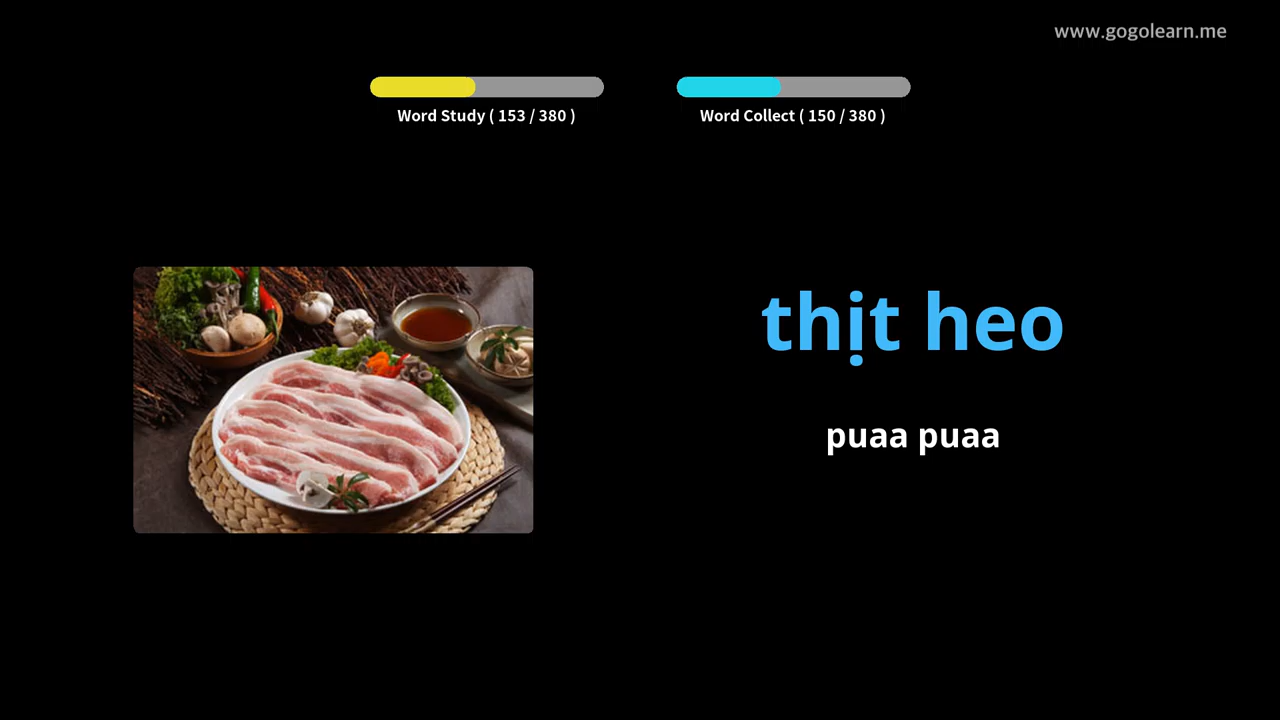 www.gogolearn.me
Word Study ( 153 / 380 )
Word Collect ( 150 / 380 )
thịt heo
puaa puaa